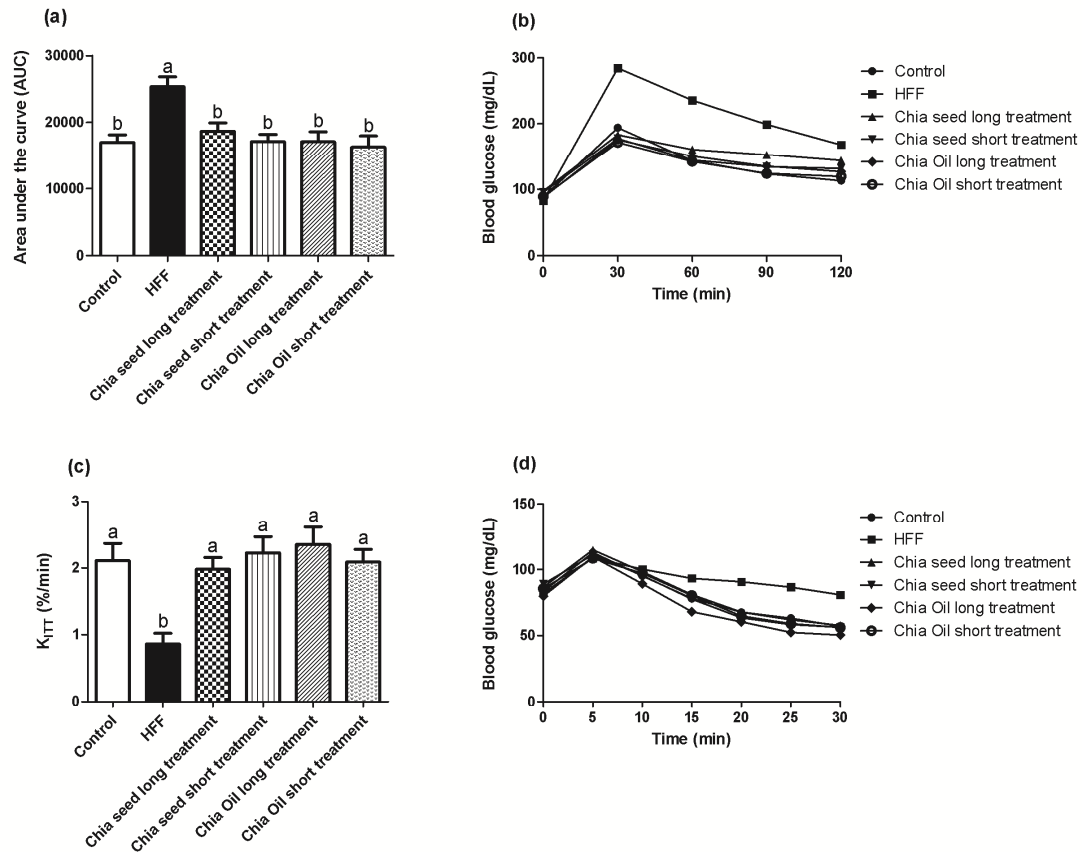 (a)
Area under the curve (AUC)
30000
20000
10000
0
a
b
b
b
b
b
Control
HFF
Chia seed long treatment
Chia seed short treatment
Chia Oil long treatment
Chia Oil short treatment
(b)
Blood glucose (mg/dL)
300
200
100
0
0 30 60 90 120
Time (min)
Control
HFF
Chia seed long treatment
Chia seed short treatment
Chia Oil long treatment
Chia Oil short treatment
(c)
KITT (%/min)
3
2
1
0
a
b
a
a
a
a
Control
HFF
Chia seed long treatment
Chia seed short treatment
Chia Oil long treatment
Chia Oil short treatment
(d)
Blood glucose (mg/dL)
150
100
50
0
0 5 10 15 20 25 30
Time (min)
Control
HFF
Chia seed long treatment
Chia seed short treatment
Chia Oil long treatment
Chia Oil short treatment